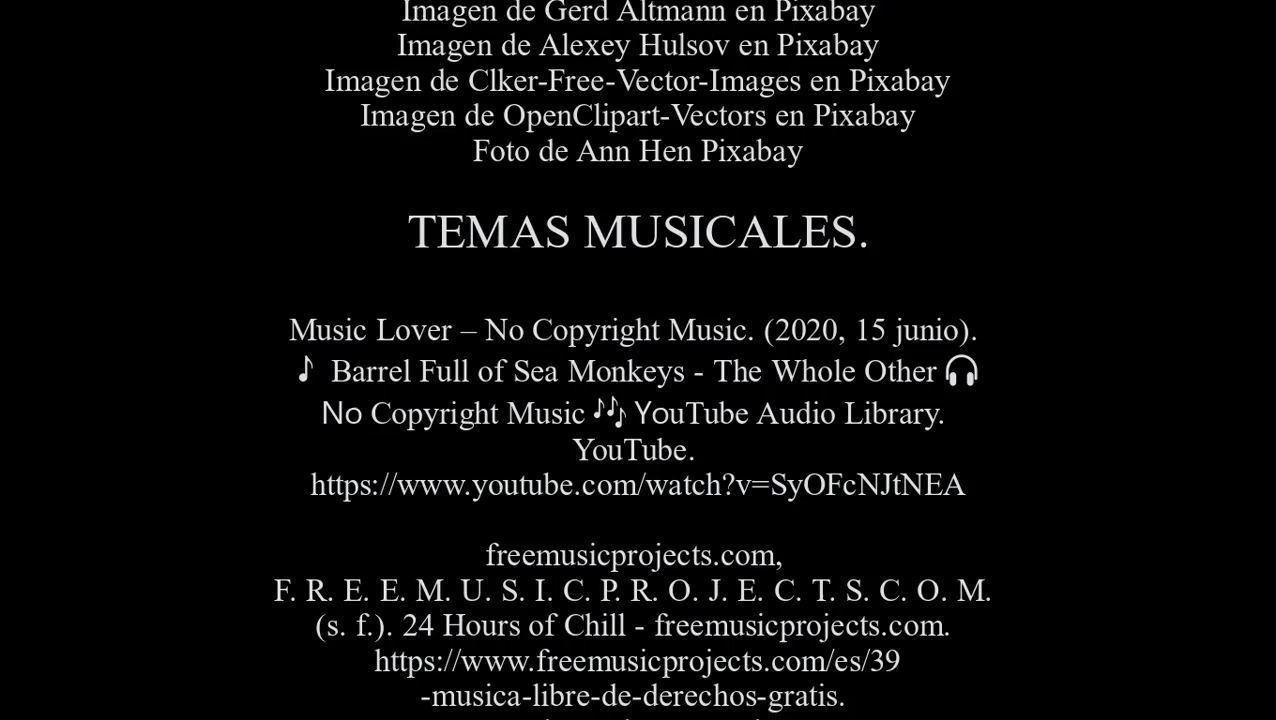 Imagen de Gerd Altmann en Pixabay
Imagen de Alexey Hulsov en Pixabay
Imagen de Clker-Free-Vector-Images en Pixabay
Imagen de OpenClipart-Vectors en Pixabay
Foto de Ann Hen Pixabay
TEMAS MUSICALES.
Music Lover – No Copyright Music. (2020, 15 junio).
♪ Barrel Full of Sea Monkeys - The Whole Other 🎧
No Copyright Music 🎶 YouTube Audio Library.
YouTube.
https://www.youtube.com/watch?v=SyOFcNJtNEA
freemusicprojects.com,
F. R. E. E. M. U. S. I. C. P. R. O. J. E. C. T. S. C. O. M.
(s. f.). 24 Hours of Chill - freemusicprojects.com.
https://www.freemusicprojects.com/es/39
-musica-libre-de-derechos-gratis.